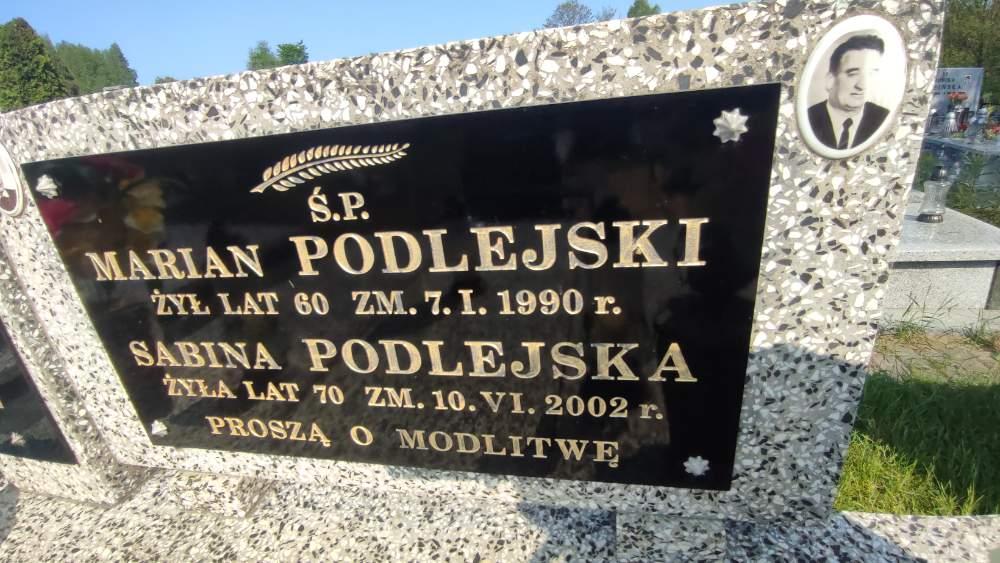 Ś.P.
MARIAN PODLEJSKI
ŻYŁ LAT 60 ZM. 7. I. 1990 r.
SABINA PODLEJSKA
ŻYŁA LAT 70 ZM. 10. VI. 2002 r.
PROSZĄ O MODLITWĘ